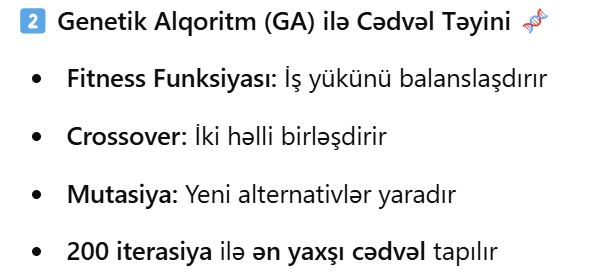 2️⃣ Genetik Alqoritm (GA) ilə Cədvəl Təyini 🧬
• Fitness Funksiyası: İş yükünü balanslaşdırır
• Crossover: İki həlli birləşdirir
• Mutasiya: Yeni alternativlər yaradır
• 200 iterasiya ilə ən yaxşı cədvəl tapılır